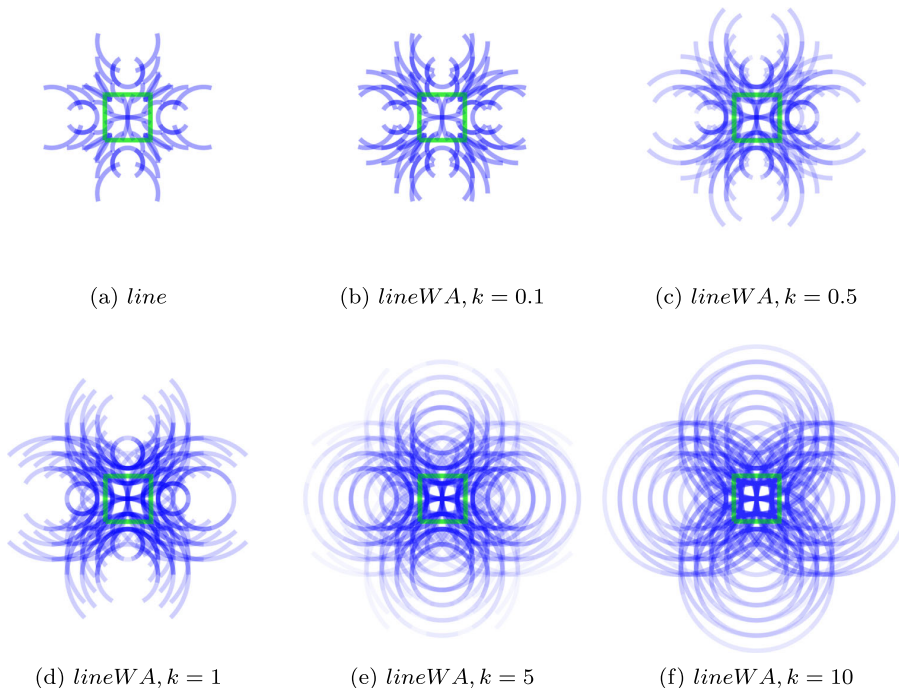 (a) line
(b) lineWA, k = 0.1
(c) lineWA, k = 0.5
(d) lineWA, k = 1
(e) lineWA, k = 5
(f) lineWA, k = 10